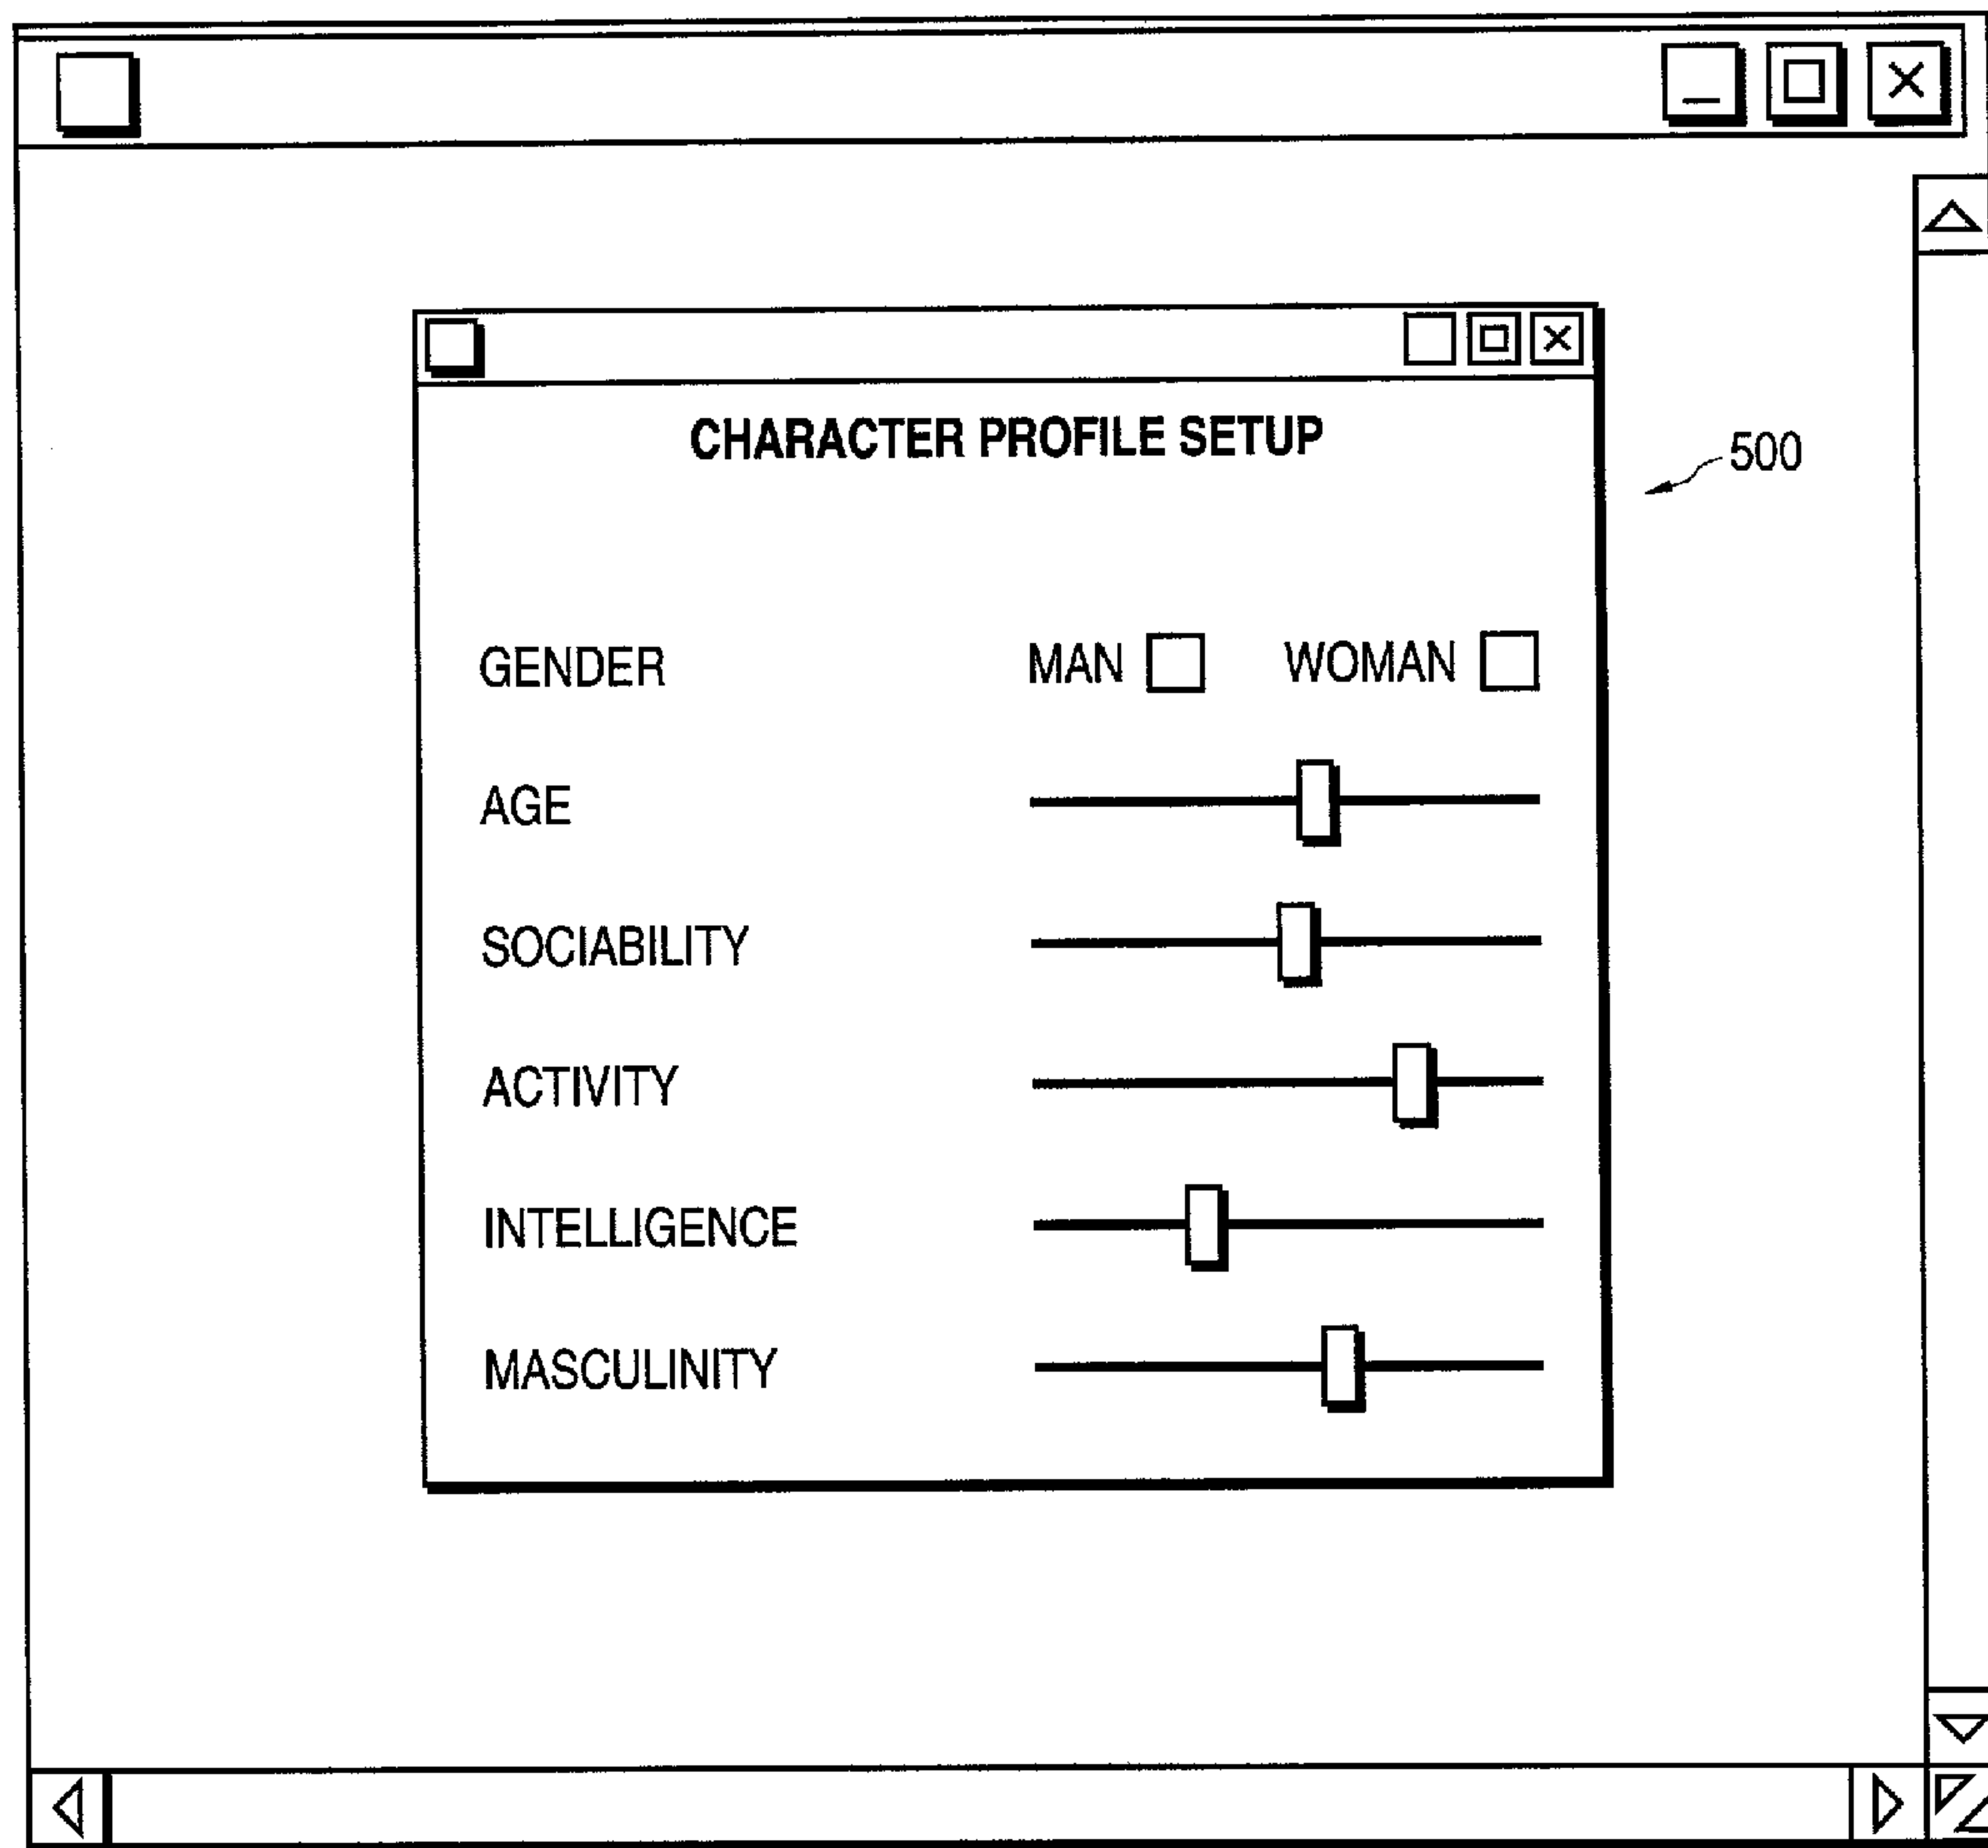 CHARACTER PROFILE SETUP
500
GENDER MAN WOMAN
AGE
SOCIABILITY
ACTIVITY
INTELLIGENCE
MASCULINITY